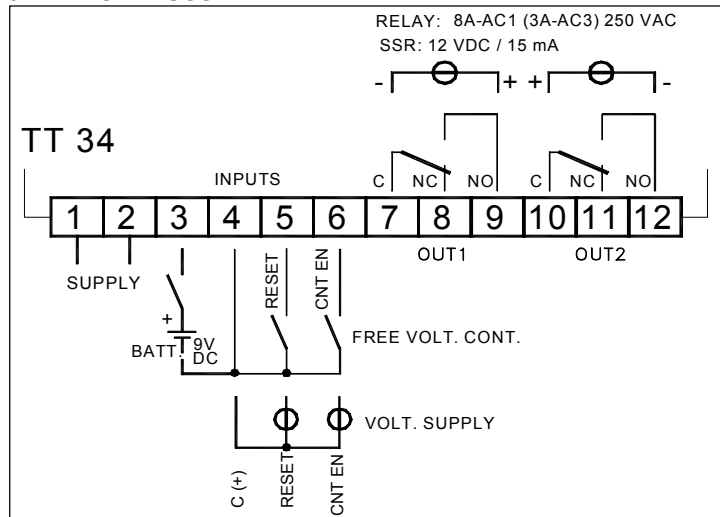 RELAY: 8A-AC1 (3A-AC3) 250 VAC
SSR: 12 VDC / 15 mA
- + + -
TT 34
INPUTS
C NC NO C NC NO
1 2 3 4 5 6 7 8 9 10 11 12
SUPPLY
OUT1
OUT2
RESET
CNT EN
+
BATT. 9V
DC
FREE VOLT. CONT.
VOLT. SUPPLY
C (+)
RESET
CNT EN